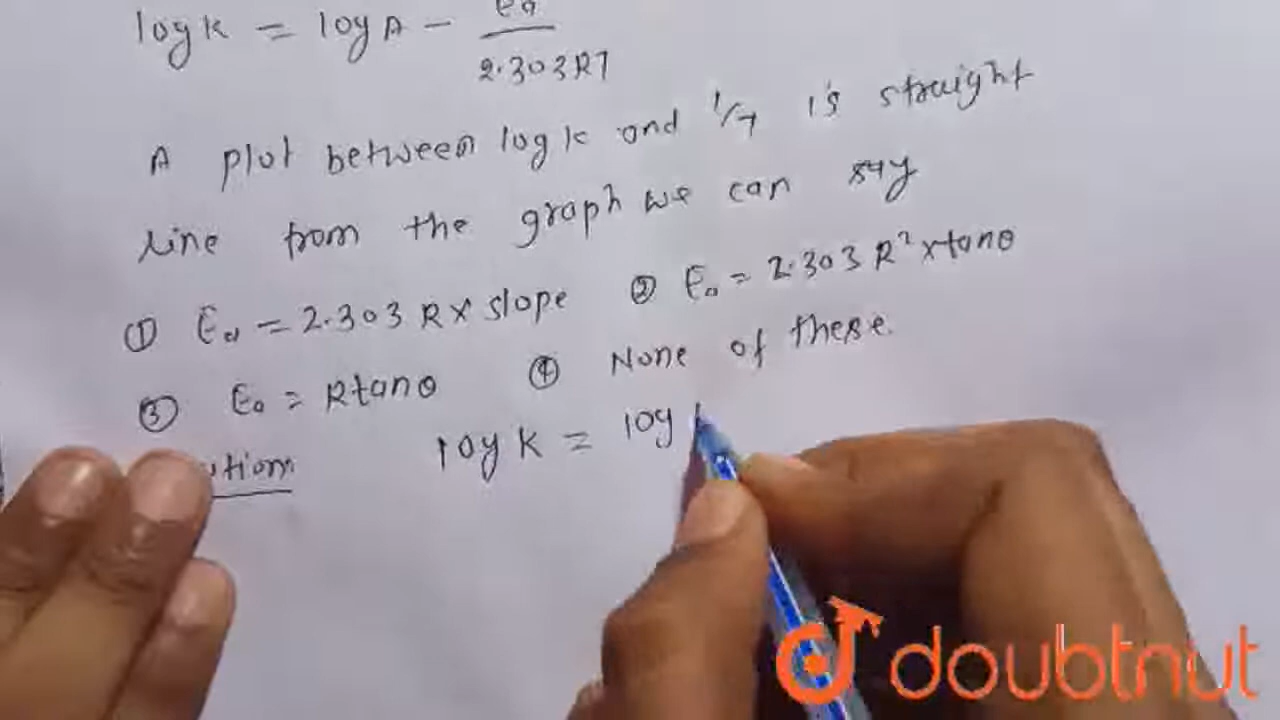 log K = log A - Ea
2.303RT
A plot between log k and 1/T is straight
line from the graph we can say
① Ea = 2.303 R x slope ② Ea = 2.303 R² x tanθ
③ Ea = Rtanθ ④ None of these.
ution log K = log
doubtnut